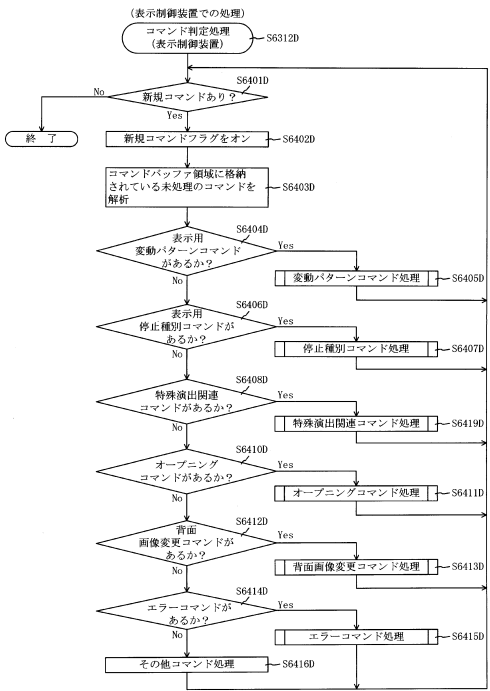 (表示制御装置での処理)
コマンド判定処理
(表示制御装置)
S6312D
S6401D
新規コマンドあり?
No
Yes
終 了
新規コマンドフラグをオン
S6402D
コマンドバッファ領域に格納
されている未処理のコマンドを
解析
S6403D
S6404D
表示用
変動パターンコマンド
があるか?
Yes
No
変動パターンコマンド処理
S6405D
S6406D
表示用
停止種別コマンドが
あるか?
Yes
No
停止種別コマンド処理
S6407D
S6408D
特殊演出関連
コマンドがあるか?
Yes
No
特殊演出関連コマンド処理
S6419D
S6410D
オープニング
コマンドがあるか?
Yes
No
オープニングコマンド処理
S6411D
S6412D
背面
画像変更コマンドが
あるか?
Yes
No
背面画像変更コマンド処理
S6413D
S6414D
エラーコマンドが
あるか?
Yes
No
エラーコマンド処理
S6415D
その他コマンド処理
S6416D